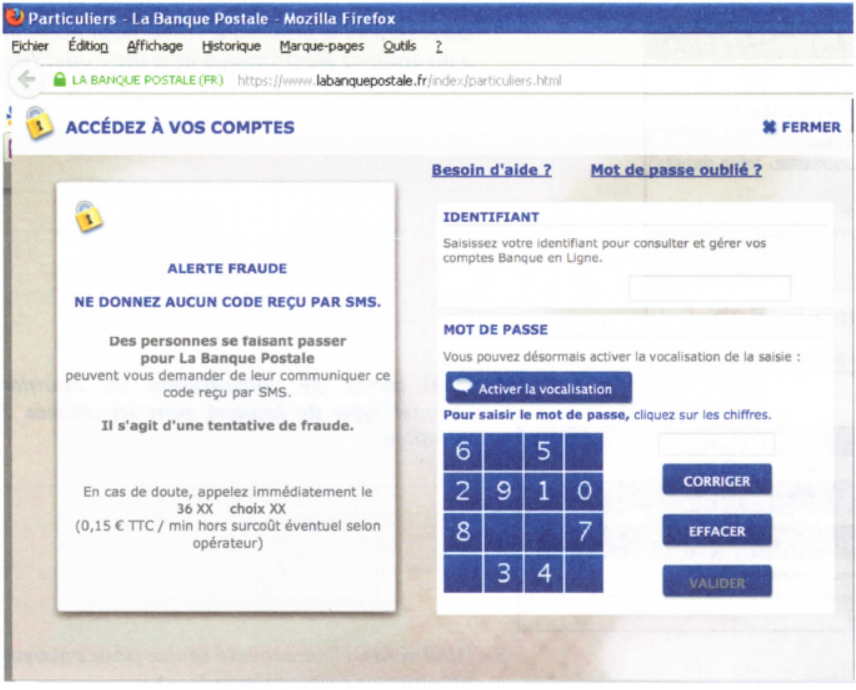 Particuliers - La Banque Postale - Mozilla Firefox
Fichier Édition Affichage Historique Marque-pages Outils ?
LA BANQUE POSTALE (FR) https://www.labanquepostale.fr/index/particuliers.html
ACCÉDEZ À VOS COMPTES
✖ FERMER
Besoin d'aide ? Mot de passe oublié ?
ALERTE FRAUDE
NE DONNEZ AUCUN CODE REÇU PAR SMS.
Des personnes se faisant passer
pour La Banque Postale
peuvent vous demander de leur communiquer ce
code reçu par SMS.
Il s'agit d'une tentative de fraude.
En cas de doute, appelez immédiatement le
36 XX choix XX
(0,15 € TTC / min hors surcoût éventuel selon
opérateur)
IDENTIFIANT
Saisissez votre identifiant pour consulter et gérer vos
comptes Banque en Ligne.
MOT DE PASSE
Vous pouvez désormais activer la vocalisation de la saisie :
Activer la vocalisation
Pour saisir le mot de passe, cliquez sur les chiffres.
6 5
2 9 1 0
8 7
3 4
CORRIGER
EFFACER
VALIDER